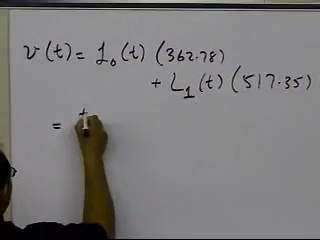 v(t) = L₀(t) (362.78)
+ L₁(t) (517.35)
= t